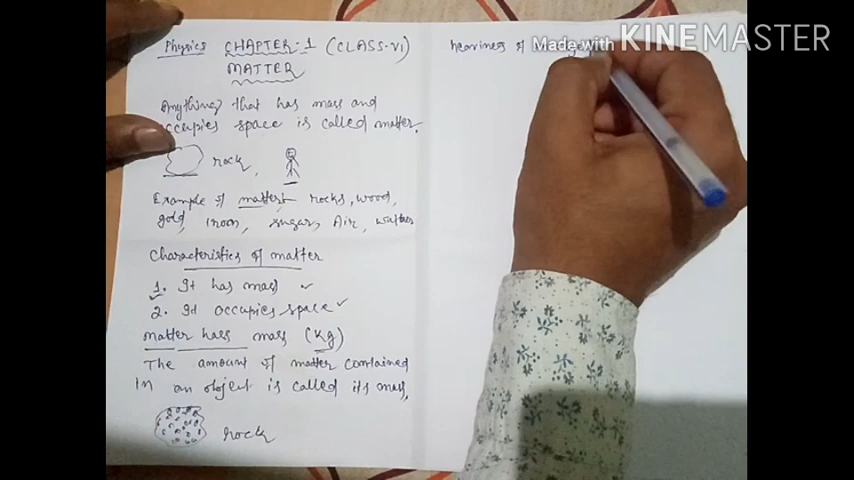 Physics CHAPTER-1 (CLASS-VI)
MATTER
Anything that has mass and
occupies space is called matter.
rock,
Example of matter:- rocks, wood,
gold, Iroon, sugar, Air, wather
Characteristics of matter
1. It has mass ✓
2. It occupies space ✓
matter hass mass (Kg)
The amount of matter contained
In an object is called its mass.
rock
heaviness of
Made with KINEMASTER